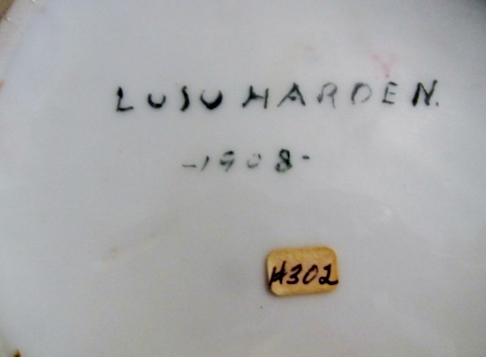 LUSU HARDEN.
-1908-
H302